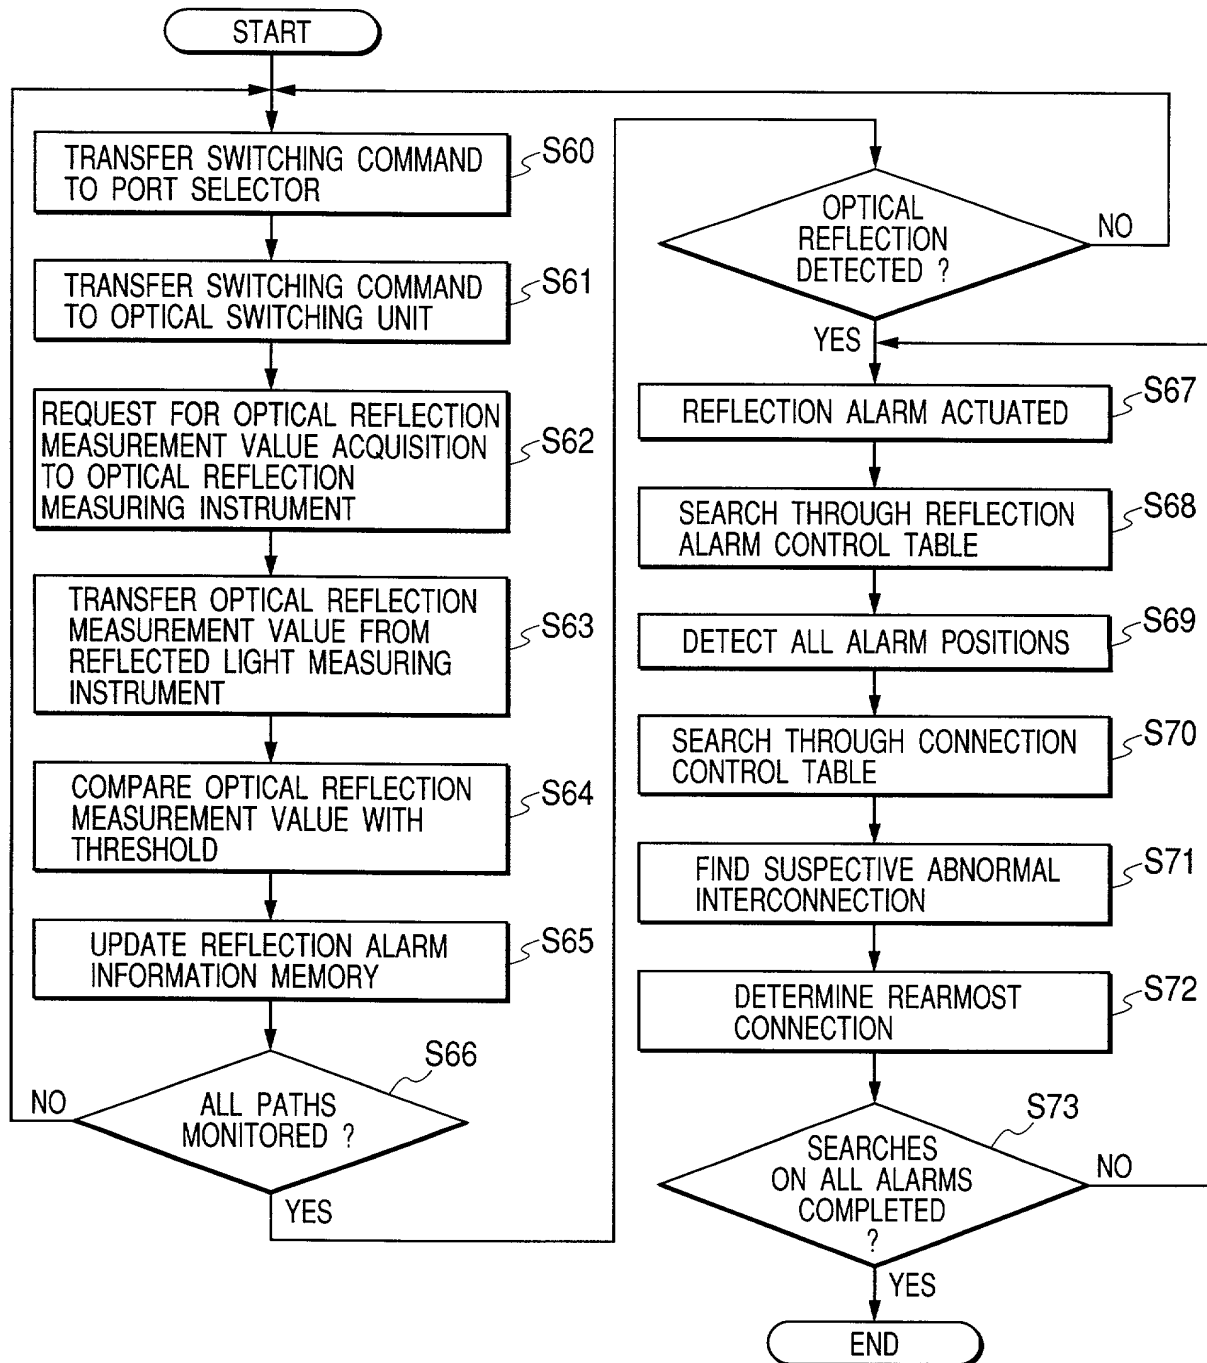 START
TRANSFER SWITCHING COMMAND
TO PORT SELECTOR
S60
TRANSFER SWITCHING COMMAND
TO OPTICAL SWITCHING UNIT
S61
REQUEST FOR OPTICAL REFLECTION
MEASUREMENT VALUE ACQUISITION
TO OPTICAL REFLECTION
MEASURING INSTRUMENT
S62
TRANSFER OPTICAL REFLECTION
MEASUREMENT VALUE FROM
REFLECTED LIGHT MEASURING
INSTRUMENT
S63
COMPARE OPTICAL REFLECTION
MEASUREMENT VALUE WITH
THRESHOLD
S64
UPDATE REFLECTION ALARM
INFORMATION MEMORY
S65
S66
ALL PATHS
MONITORED ?
NO
YES
OPTICAL
REFLECTION
DETECTED ?
NO
YES
REFLECTION ALARM ACTUATED
S67
SEARCH THROUGH REFLECTION
ALARM CONTROL TABLE
S68
DETECT ALL ALARM POSITIONS
S69
SEARCH THROUGH CONNECTION
CONTROL TABLE
S70
FIND SUSPECTIVE ABNORMAL
INTERCONNECTION
S71
DETERMINE REARMOST
CONNECTION
S72
S73
SEARCHES
ON ALL ALARMS
COMPLETED
?
NO
YES
END